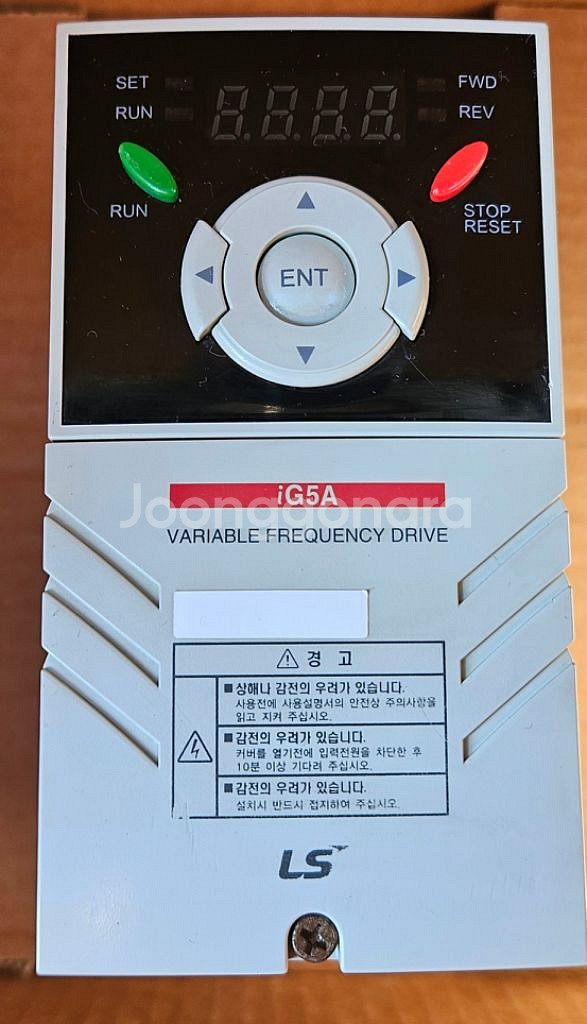 SET
FWD
RUN
REV
RUN
STOP
RESET
ENT
iG5A
Joongonara
VARIABLE FREQUENCY DRIVE
경 고
■ 상해나 감전의 우려가 있습니다.
사용전에 사용설명서의 안전상 주의사항을
읽고 지켜 주십시오.
■ 감전의 우려가 있습니다.
커버를 열기전에 입력전원을 차단한 후
10분 이상 기다려 주십시오.
■ 감전의 우려가 있습니다.
설치시 반드시 접지하여 주십시오.
LS